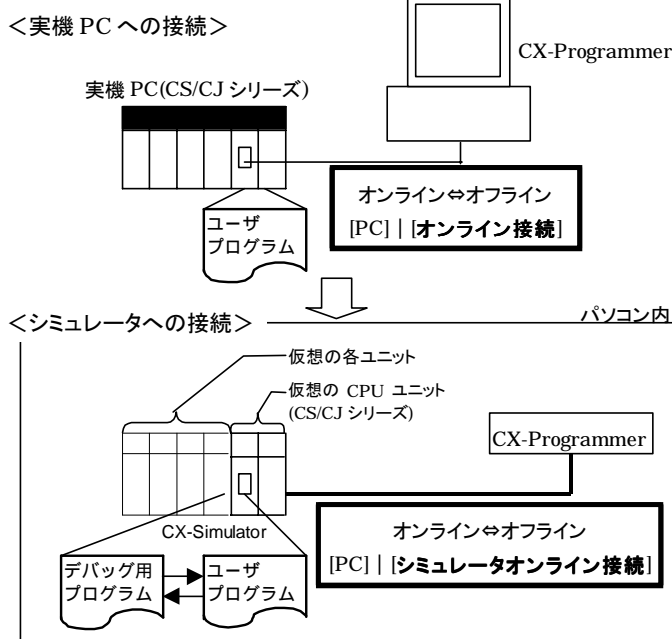 ＜実機 PC への接続＞
CX-Programmer
実機 PC(CS/CJ シリーズ)
オンライン⇔オフライン
[PC]｜[オンライン接続]
ユーザ
プログラム
＜シミュレータへの接続＞
パソコン内
仮想の各ユニット
仮想の CPU ユニット
(CS/CJ シリーズ)
CX-Programmer
CX-Simulator
オンライン⇔オフライン
[PC]｜[シミュレータオンライン接続]
デバッグ用
プログラム
ユーザ
プログラム